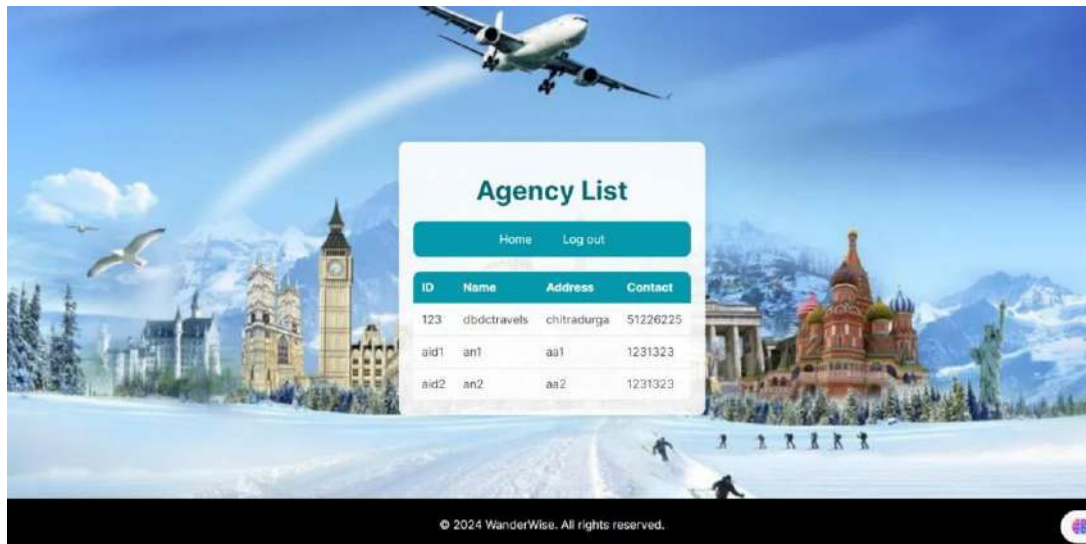 Agency List
Home Log out
ID Name Address Contact
123 dbdctravels chitradurga 51226225
aid1 an1 aa1 1231323
aid2 an2 aa2 1231323
© 2024 WanderWise. All rights reserved.